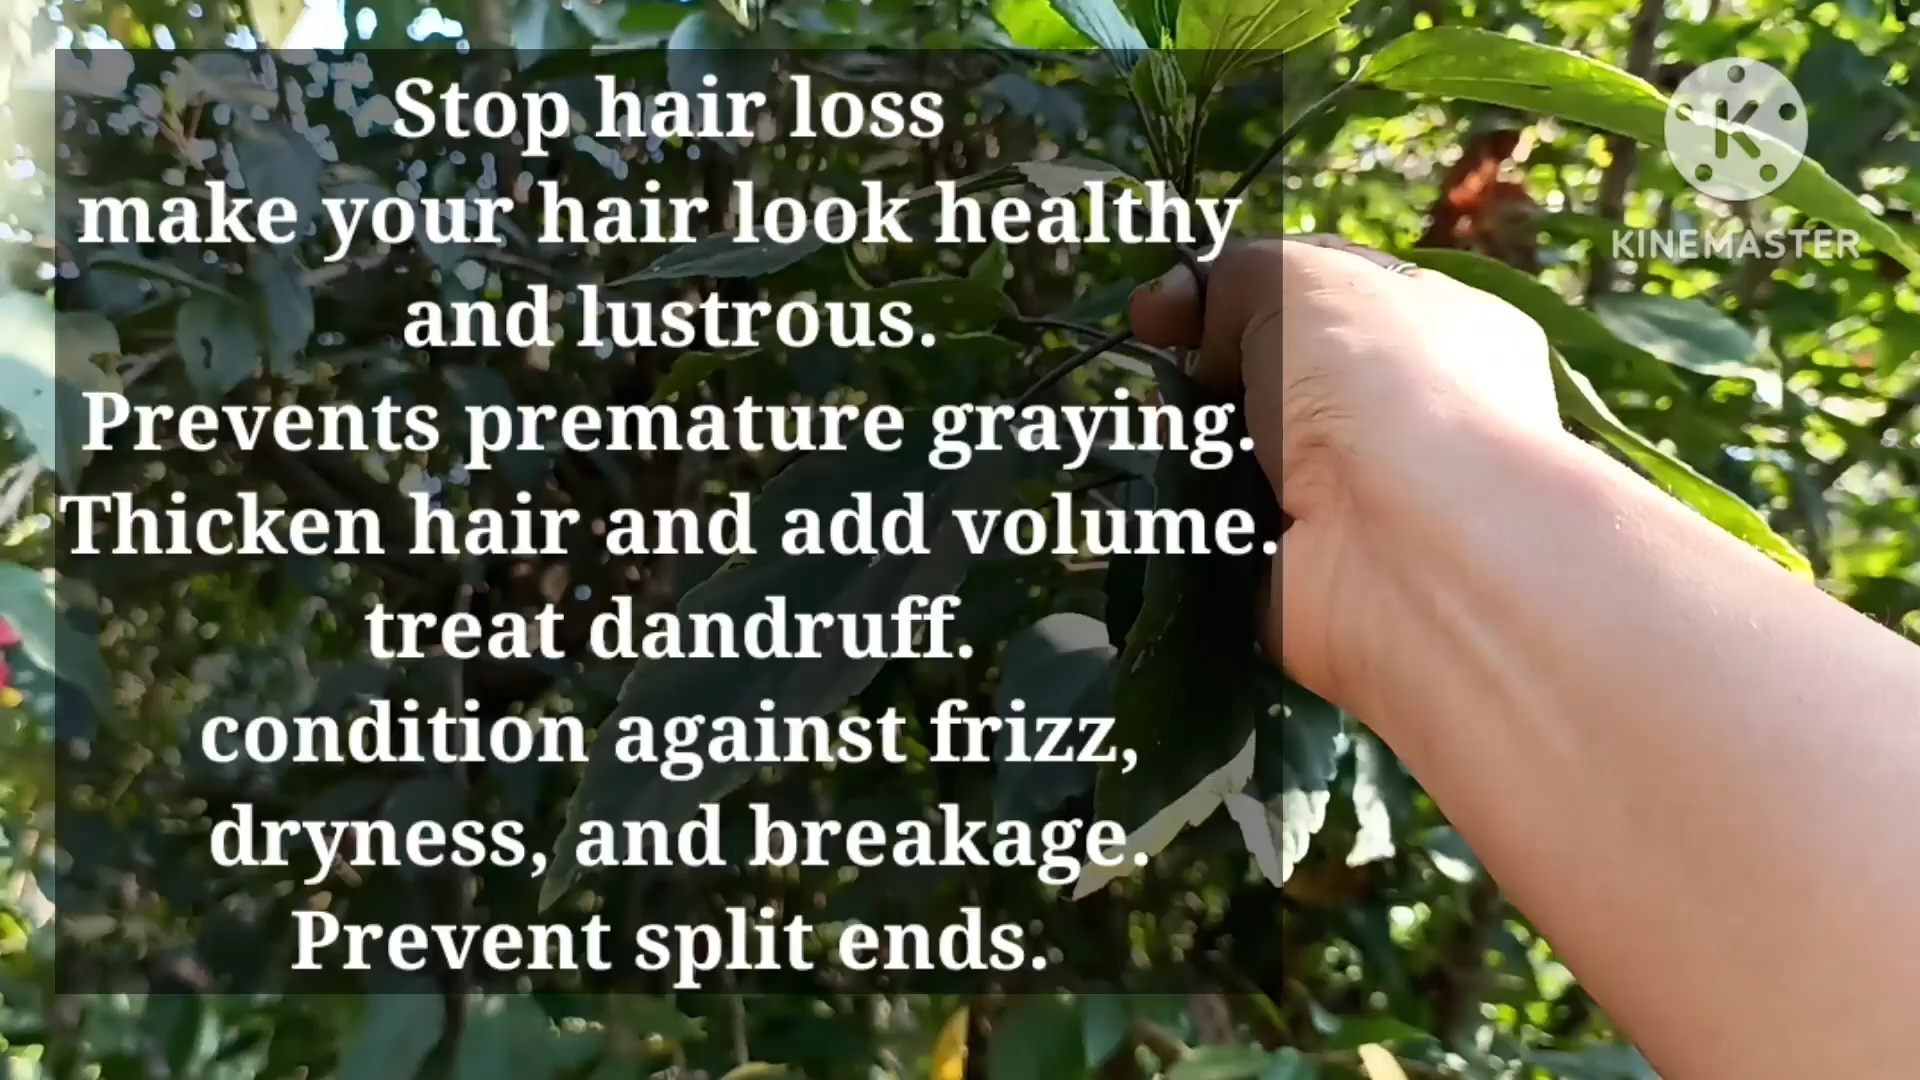 Stop hair loss
make your hair look healthy
and lustrous.
Prevents premature graying.
Thicken hair and add volume.
treat dandruff.
condition against frizz,
dryness, and breakage.
Prevent split ends.
K
KINEMASTER